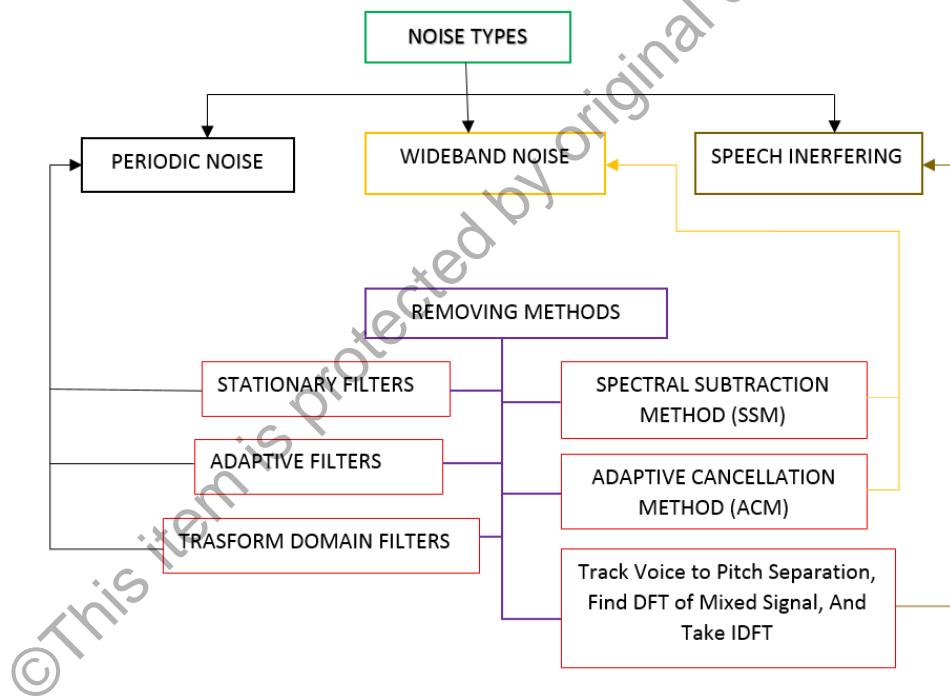 NOISE TYPES
PERIODIC NOISE
WIDEBAND NOISE
SPEECH INERFERING
REMOVING METHODS
STATIONARY FILTERS
ADAPTIVE FILTERS
TRASFORM DOMAIN FILTERS
SPECTRAL SUBTRACTION
METHOD (SSM)
ADAPTIVE CANCELLATION
METHOD (ACM)
Track Voice to Pitch Separation,
Find DFT of Mixed Signal, And
Take IDFT
©This item is protected by original